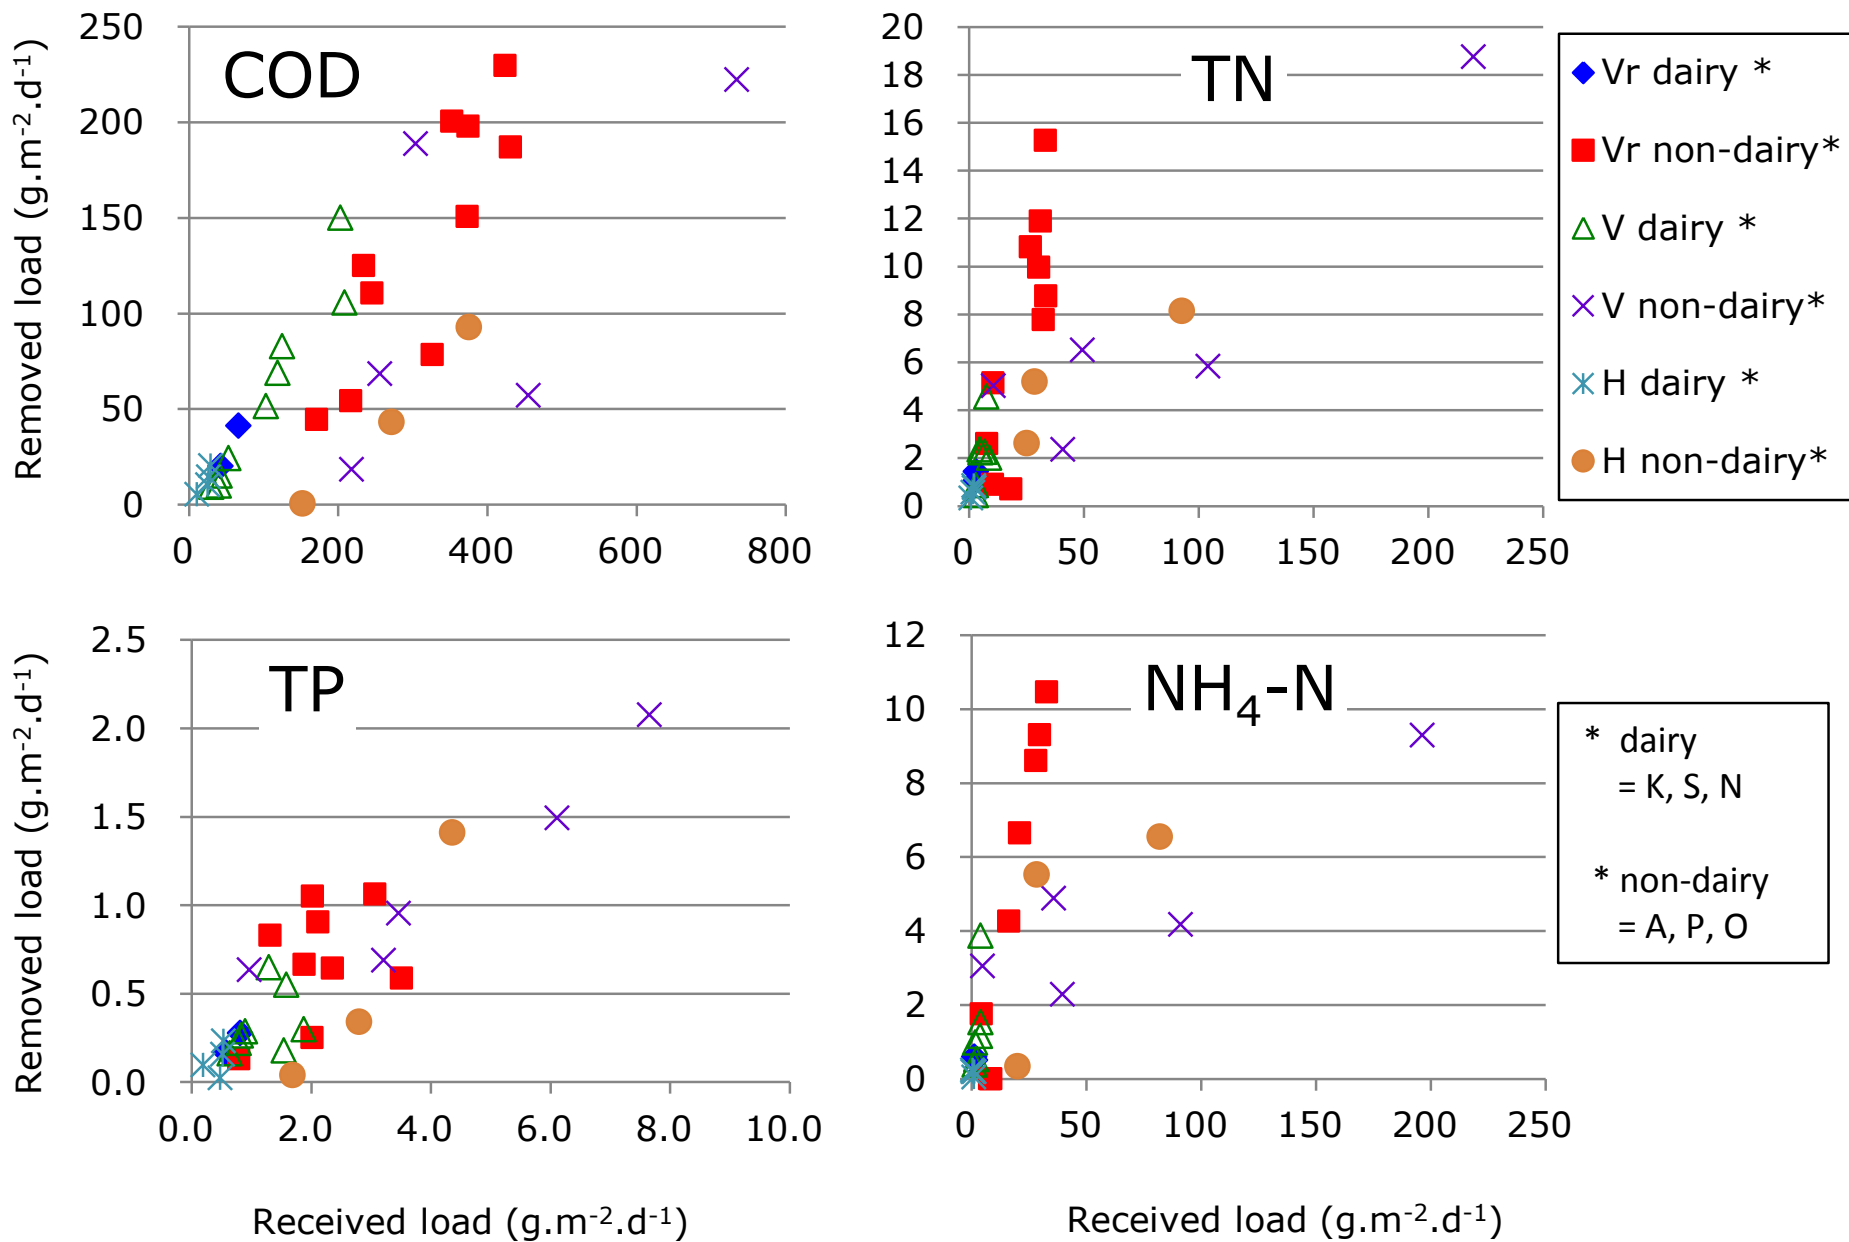 COD
Removed load (g.m⁻².d⁻¹)
250
200
150
100
50
0
0 200 400 600 800
TN
20
18
16
14
12
10
8
6
4
2
0
0 50 100 150 200 250
Vr dairy *
Vr non-dairy*
V dairy *
V non-dairy*
H dairy *
H non-dairy*
TP
Removed load (g.m⁻².d⁻¹)
2.5
2.0
1.5
1.0
0.5
0.0
0.0 2.0 4.0 6.0 8.0 10.0
Received load (g.m⁻².d⁻¹)
NH₄-N
12
10
8
6
4
2
0
0 50 100 150 200 250
Received load (g.m⁻².d⁻¹)
* dairy
= K, S, N
* non-dairy
= A, P, O